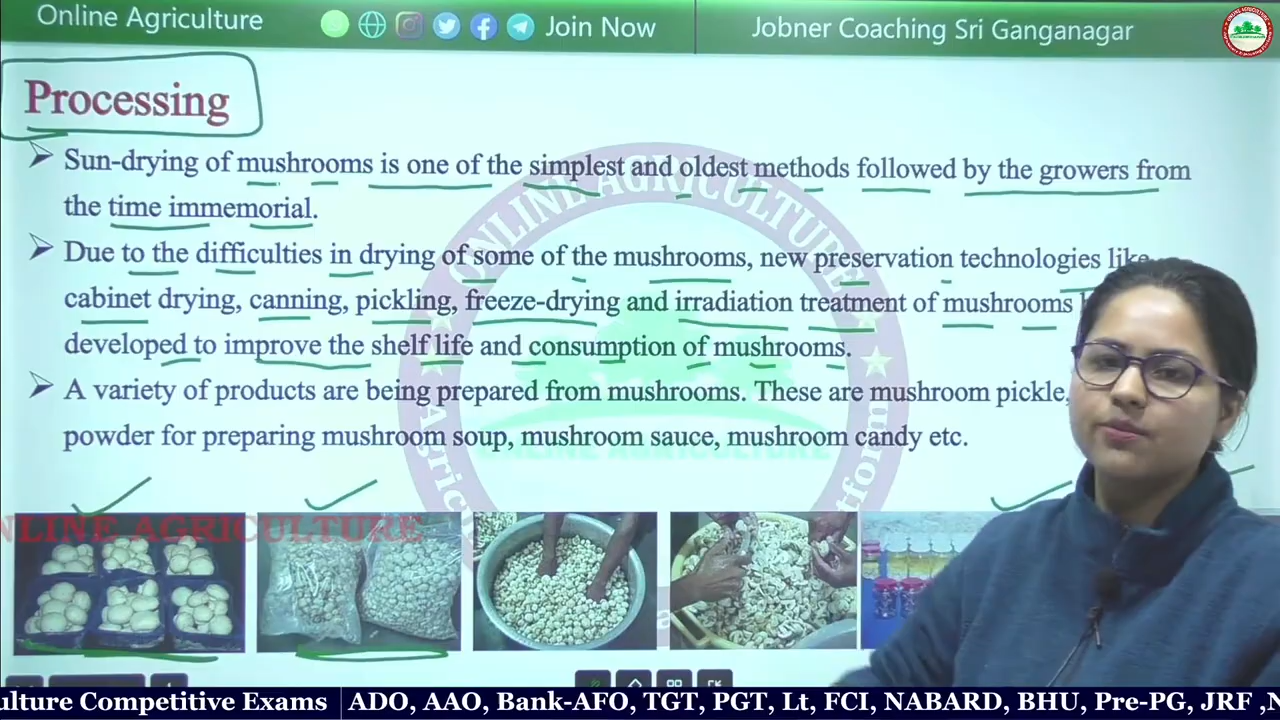 Online Agriculture
Join Now
Jobner Coaching Sri Ganganagar
Processing
Sun-drying of mushrooms is one of the simplest and oldest methods followed by the growers from
the time immemorial.
Due to the difficulties in drying of some of the mushrooms, new preservation technologies like
cabinet drying, canning, pickling, freeze-drying and irradiation treatment of mushrooms
developed to improve the shelf life and consumption of mushrooms.
A variety of products are being prepared from mushrooms. These are mushroom pickle,
powder for preparing mushroom soup, mushroom sauce, mushroom candy etc.
ONLINE AGRICULTURE
ONLINE AGRICULTURE
NLINE AGRICULTURE
ulture Competitive Exams ADO, AAO, Bank-AFO, TGT, PGT, Lt, FCI, NABARD, BHU, Pre-PG, JRF ,N